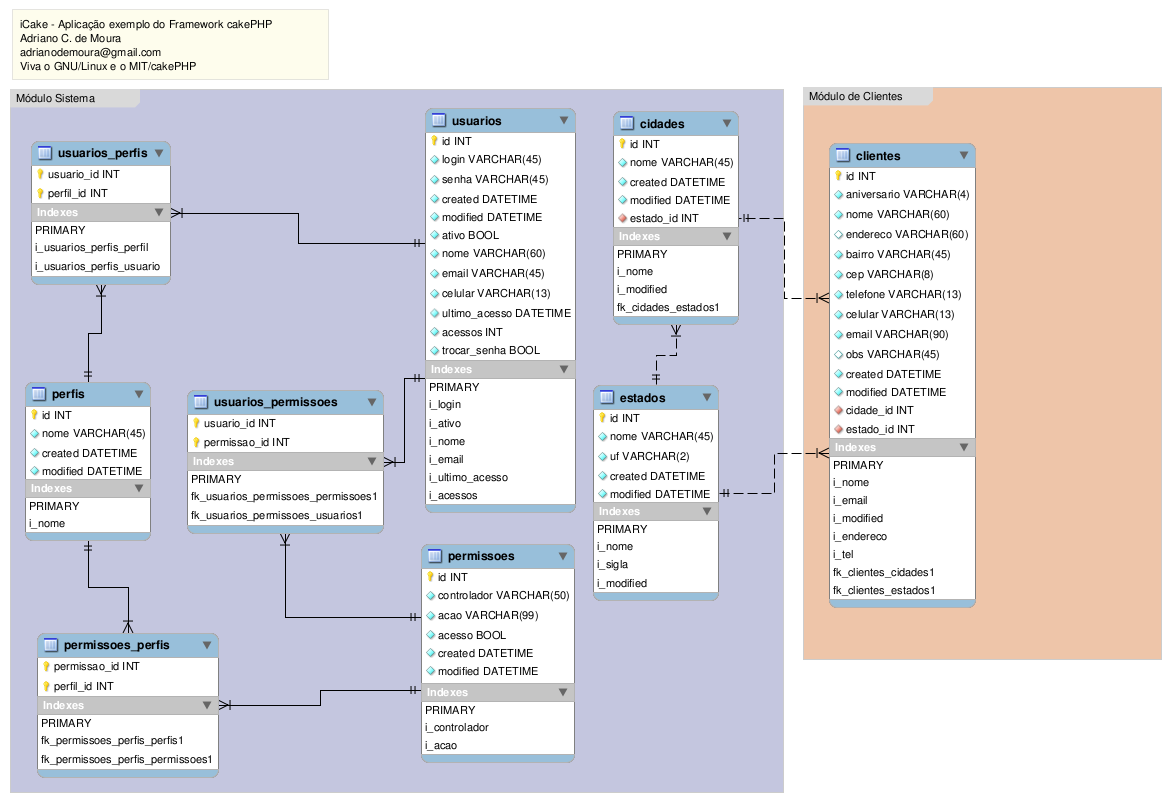 iCake - Aplicação exemplo do Framework cakePHP
Adriano C. de Moura
adrianodemoura@gmail.com
Viva o GNU/Linux e o MIT/cakePHP
Módulo Sistema
usuarios_perfis
usuario_id INT
perfil_id INT
Indexes
PRIMARY
i_usuarios_perfis_perfil
i_usuarios_perfis_usuario
perfis
id INT
nome VARCHAR(45)
created DATETIME
modified DATETIME
Indexes
PRIMARY
i_nome
permissoes_perfis
permissao_id INT
perfil_id INT
Indexes
PRIMARY
fk_permissoes_perfis_perfis1
fk_permissoes_perfis_permissoes1
usuarios_permissoes
usuario_id INT
permissao_id INT
Indexes
PRIMARY
fk_usuarios_permissoes_permissoes1
fk_usuarios_permissoes_usuarios1
usuarios
id INT
login VARCHAR(45)
senha VARCHAR(45)
created DATETIME
modified DATETIME
ativo BOOL
nome VARCHAR(60)
email VARCHAR(45)
celular VARCHAR(13)
ultimo_acesso DATETIME
acessos INT
trocar_senha BOOL
Indexes
PRIMARY
i_login
i_ativo
i_nome
i_email
i_ultimo_acesso
i_acessos
permissoes
id INT
controlador VARCHAR(50)
acao VARCHAR(99)
acesso BOOL
created DATETIME
modified DATETIME
Indexes
PRIMARY
i_controlador
i_acao
cidades
id INT
nome VARCHAR(45)
created DATETIME
modified DATETIME
estado_id INT
Indexes
PRIMARY
i_nome
i_modified
fk_cidades_estados1
estados
id INT
nome VARCHAR(45)
uf VARCHAR(2)
created DATETIME
modified DATETIME
Indexes
PRIMARY
i_nome
i_sigla
i_modified
Módulo de Clientes
clientes
id INT
aniversario VARCHAR(4)
nome VARCHAR(60)
endereco VARCHAR(60)
bairro VARCHAR(45)
cep VARCHAR(8)
telefone VARCHAR(13)
celular VARCHAR(13)
email VARCHAR(90)
obs VARCHAR(45)
created DATETIME
modified DATETIME
cidade_id INT
estado_id INT
Indexes
PRIMARY
i_nome
i_email
i_modified
i_endereco
i_tel
fk_clientes_cidades1
fk_clientes_estados1